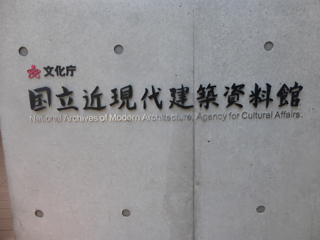 文化庁
国立近現代建築資料館
National Archives of Modern Architecture, Agency for Cultural Affairs.